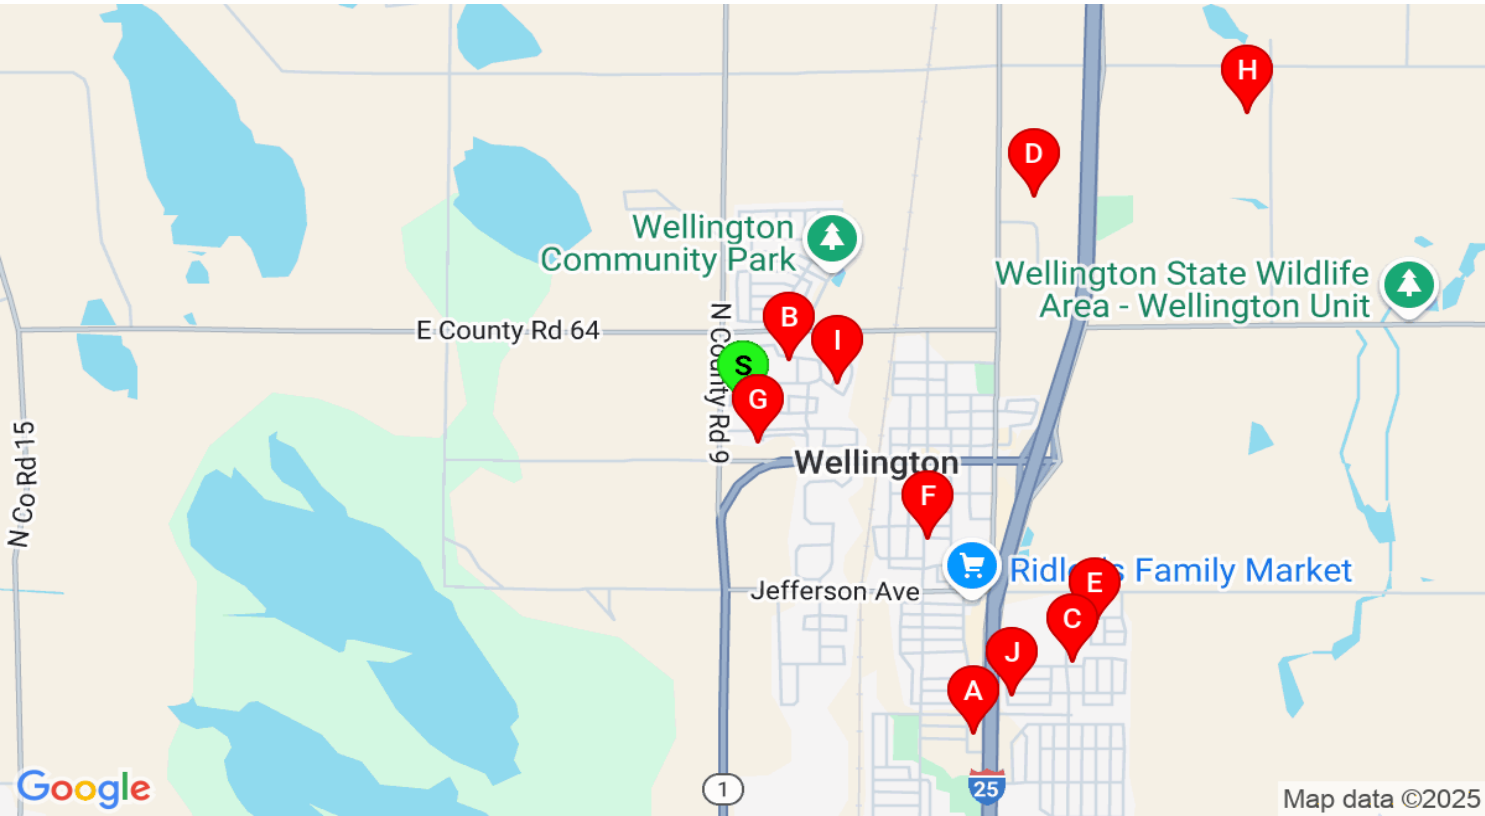 H
D
Wellington
Community Park
Wellington State Wildlife
Area - Wellington Unit
B
E County Rd 64
I
S
N County Rd 9
G
N Co Rd 15
Wellington
F
Ridley's Family Market
E
Jefferson Ave
C
J
A
Google
1
25
Map data ©2025